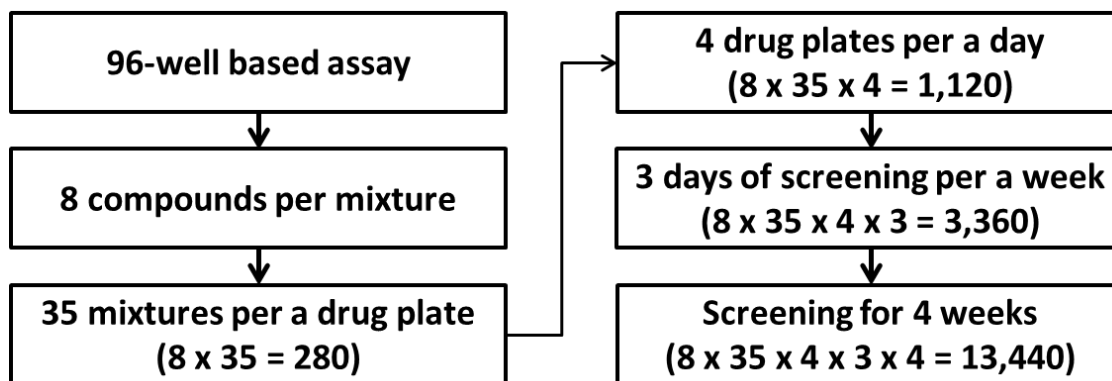 96-well based assay
8 compounds per mixture
35 mixtures per a drug plate
(8 x 35 = 280)
4 drug plates per a day
(8 x 35 x 4 = 1,120)
3 days of screening per a week
(8 x 35 x 4 x 3 = 3,360)
Screening for 4 weeks
(8 x 35 x 4 x 3 x 4 = 13,440)